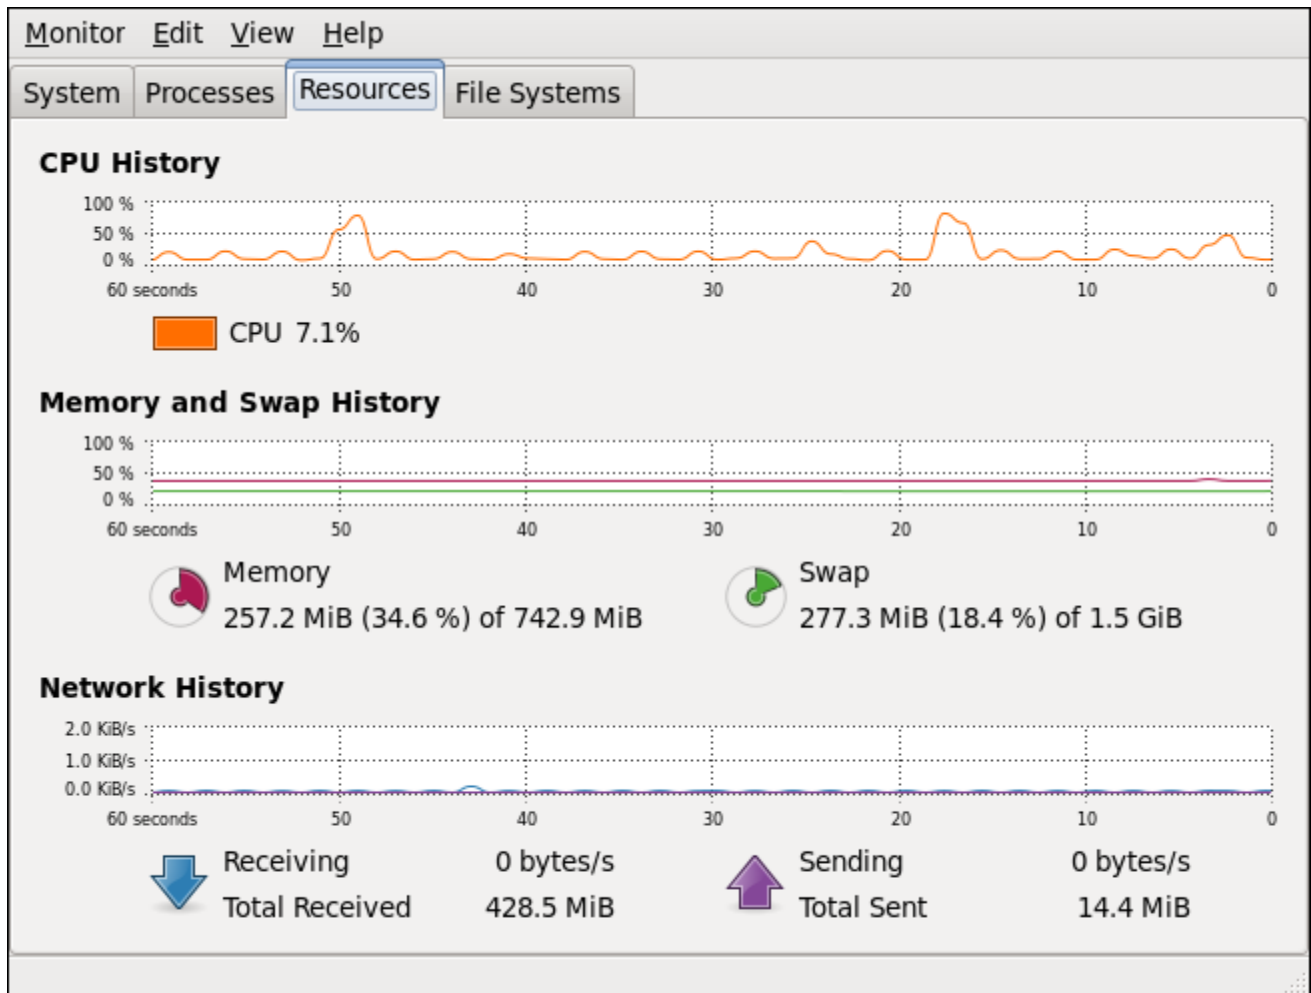 Monitor Edit View Help
System Processes Resources File Systems
CPU History
100 %
50 %
0 %
60 seconds 50 40 30 20 10 0
CPU 7.1%
Memory and Swap History
100 %
50 %
0 %
60 seconds 50 40 30 20 10 0
Memory Swap
257.2 MiB (34.6 %) of 742.9 MiB 277.3 MiB (18.4 %) of 1.5 GiB
Network History
2.0 KiB/s
1.0 KiB/s
0.0 KiB/s
60 seconds 50 40 30 20 10 0
Receiving 0 bytes/s Sending 0 bytes/s
Total Received 428.5 MiB Total Sent 14.4 MiB